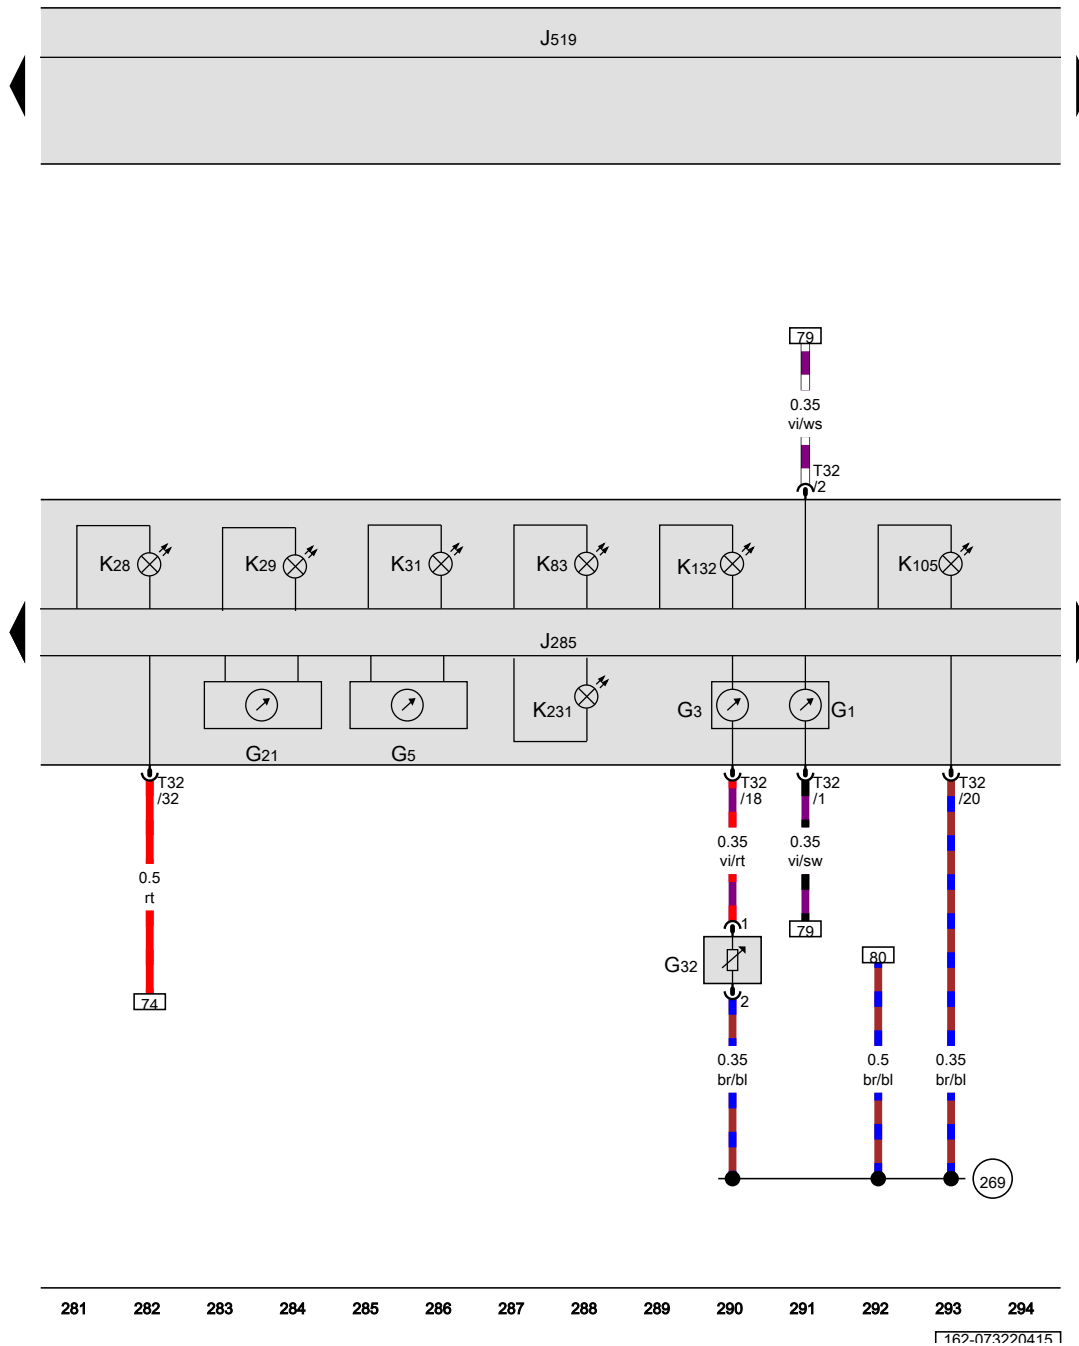 J519
79
0.35
vi/ws
T32
/2
K28
K29
K31
K83
K132
K105
J285
K231
G3
G1
G21
G5
T32
/32
T32
/18
T32
/1
T32
/20
0.35
vi/rt
0.35
vi/sw
0.5
rt
1
79
G32
80
74
2
0.35
br/bl
0.5
br/bl
0.35
br/bl
269
281 282 283 284 285 286 287 288 289 290 291 292 293 294
162-073220415